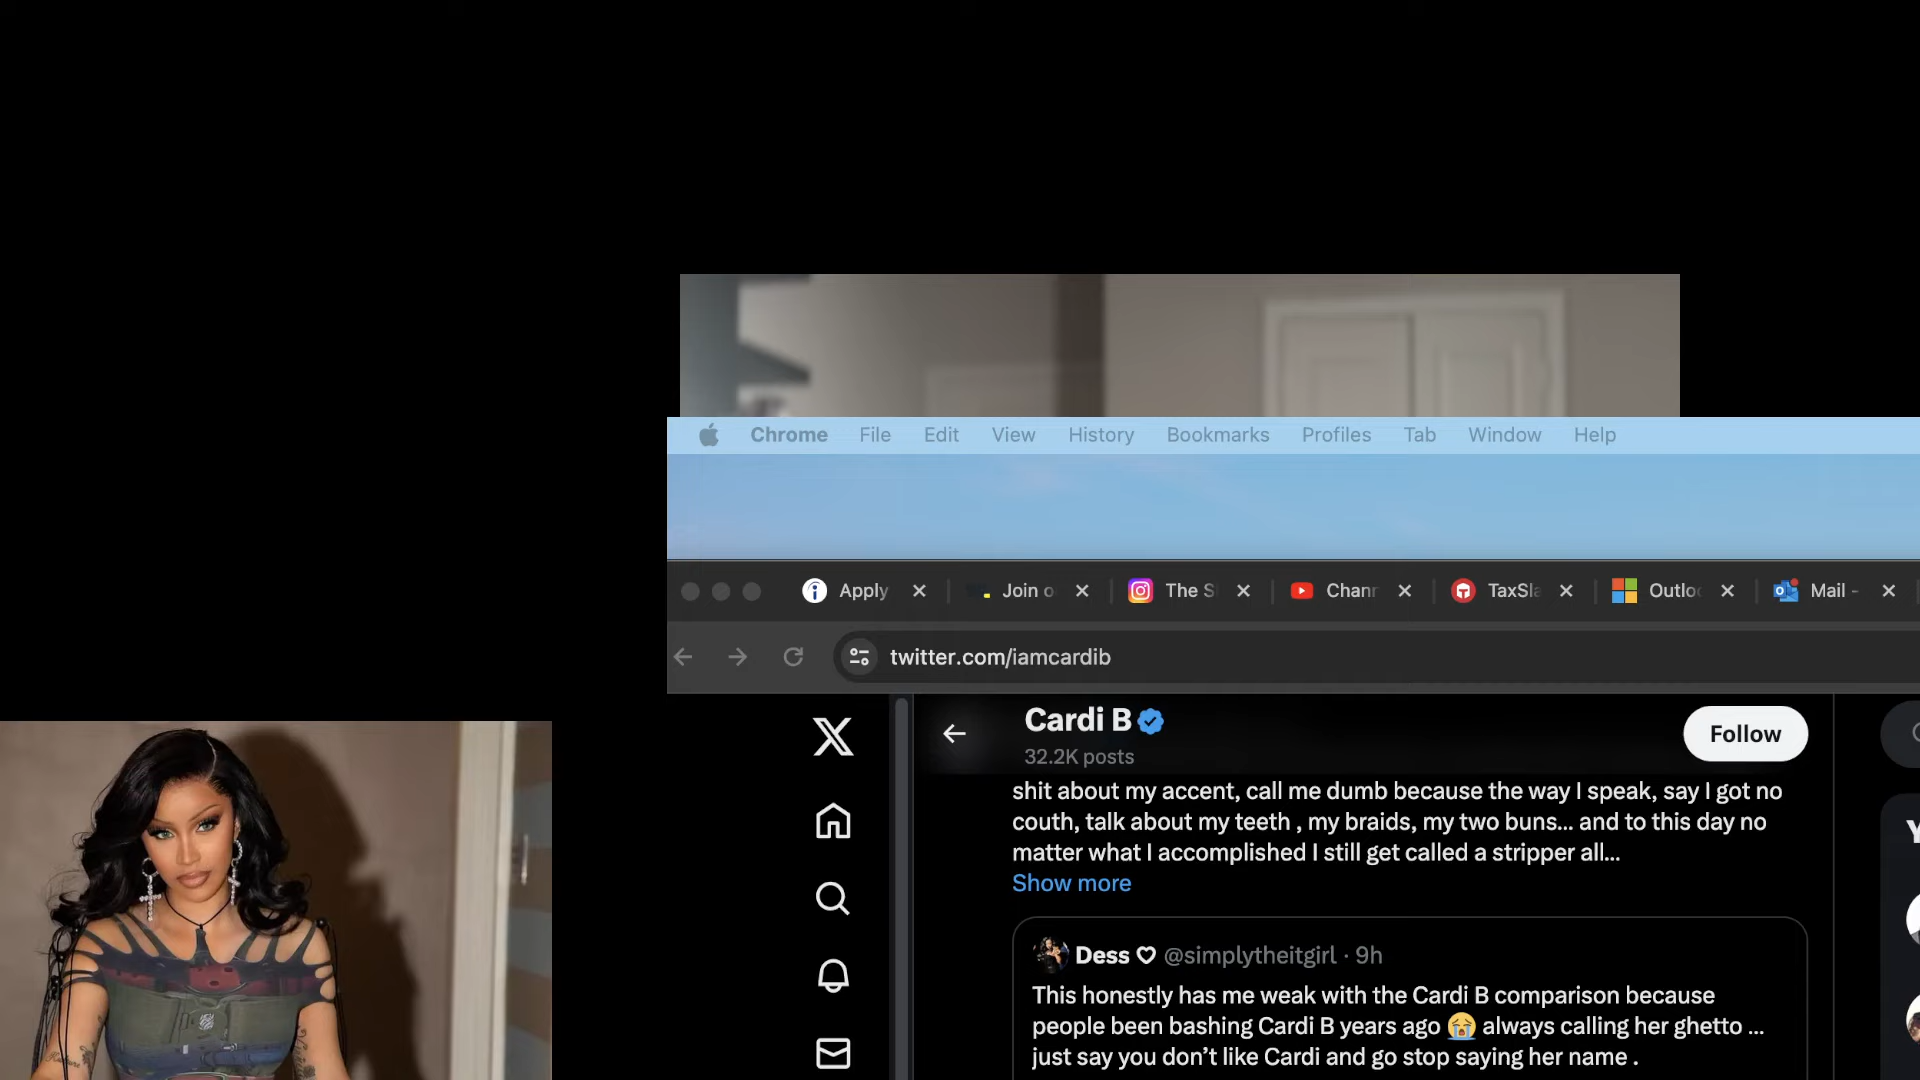 Chrome File Edit View History Bookmarks Profiles Tab Window Help
Apply Join o The S Chan TaxSla Outlo Mail -
twitter.com/iamcardib
Cardi B
32.2K posts
Follow
shit about my accent, call me dumb because the way I speak, say I got no
couth, talk about my teeth , my braids, my two buns... and to this day no
matter what I accomplished I still get called a stripper all...
Show more
Dess ♡ @simplytheitgirl · 9h
This honestly has me weak with the Cardi B comparison because
people been bashing Cardi B years ago 😭 always calling her ghetto ...
just say you don't like Cardi and go stop saying her name .